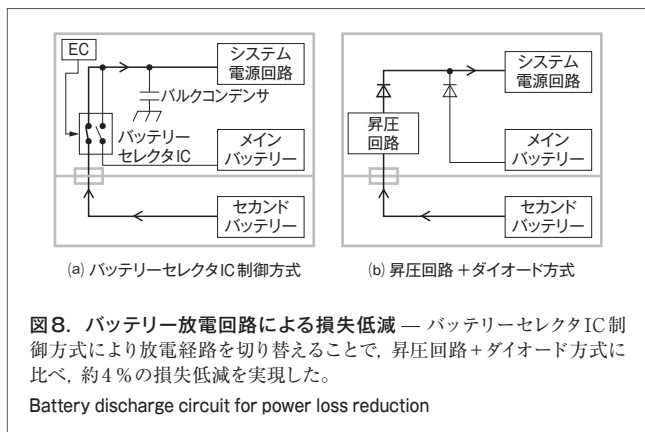 EC
システム
電源回路
バルクコンデンサ
バッテリー
セレクタIC
メイン
バッテリー
セカンド
バッテリー
(a) バッテリーセレクタIC制御方式
システム
電源回路
昇圧
回路
メイン
バッテリー
セカンド
バッテリー
(b) 昇圧回路+ダイオード方式
図8. バッテリー放電回路による損失低減 — バッテリーセレクタIC制
御方式により放電経路を切り替えることで,昇圧回路+ダイオード方式に
比べ,約4%の損失低減を実現した。
Battery discharge circuit for power loss reduction